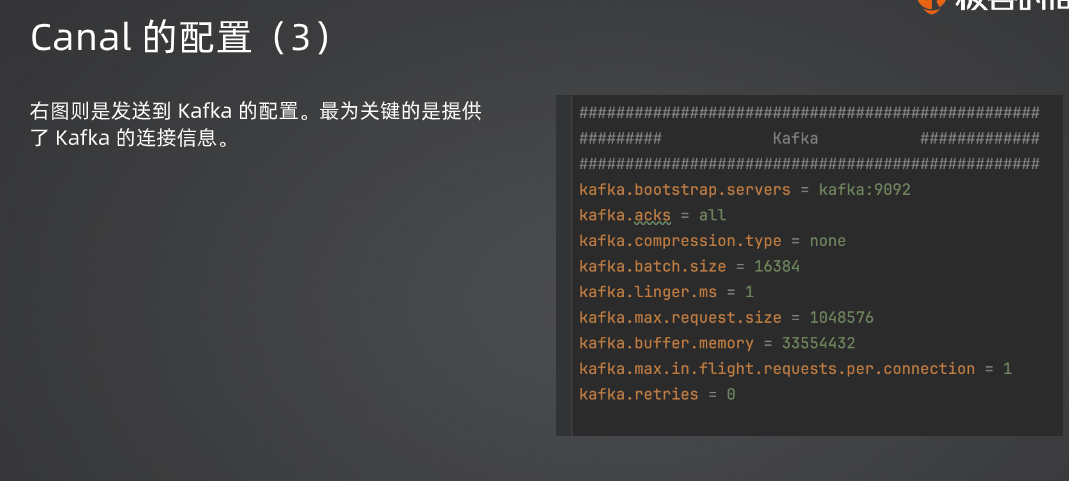 Canal 的配置（3）
右图则是发送到 Kafka 的配置。最为关键的是提供
了 Kafka 的连接信息。
##################################################
######### Kafka #############
##################################################
kafka.bootstrap.servers = kafka:9092
kafka.acks = all
kafka.compression.type = none
kafka.batch.size = 16384
kafka.linger.ms = 1
kafka.max.request.size = 1048576
kafka.buffer.memory = 33554432
kafka.max.in.flight.requests.per.connection = 1
kafka.retries = 0